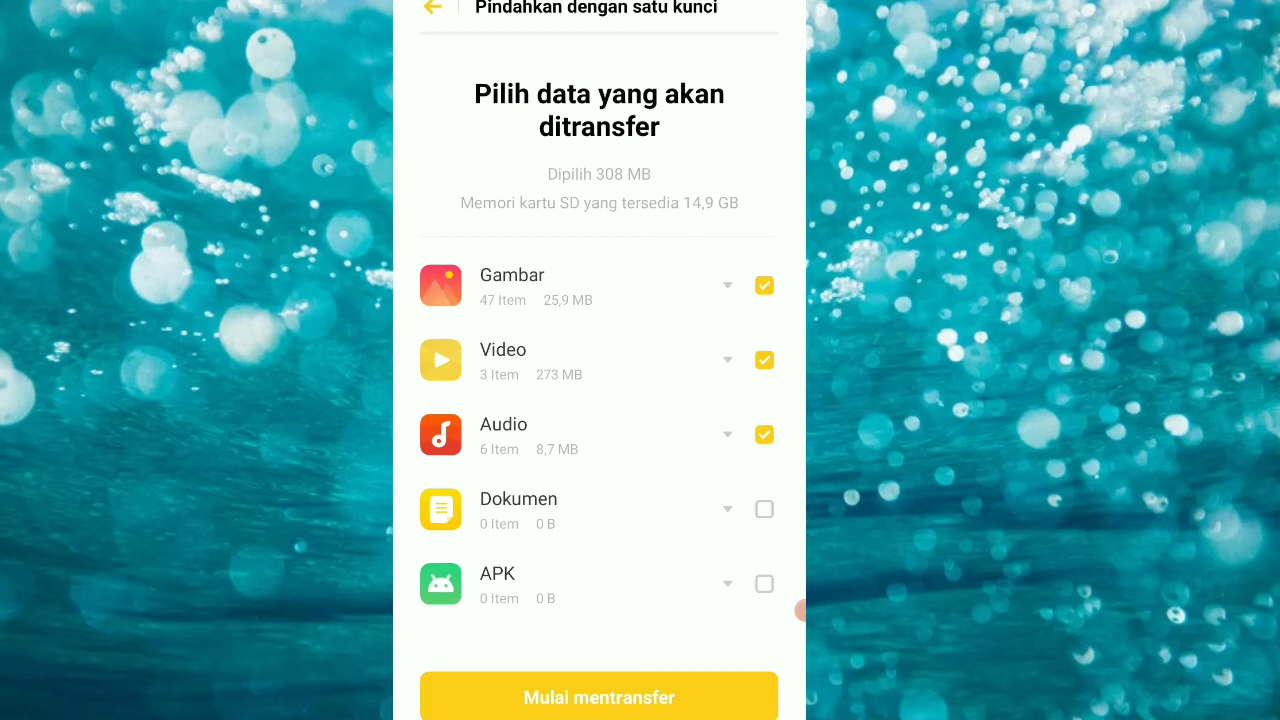 Pindahkan dengan satu kunci
Pilih data yang akan
ditransfer
Dipilih 308 MB
Memori kartu SD yang tersedia 14,9 GB
Gambar
47 Item 25,9 MB
Video
3 Item 273 MB
Audio
6 Item 8,7 MB
Dokumen
0 Item 0 B
APK
0 Item 0 B
Mulai mentransfer